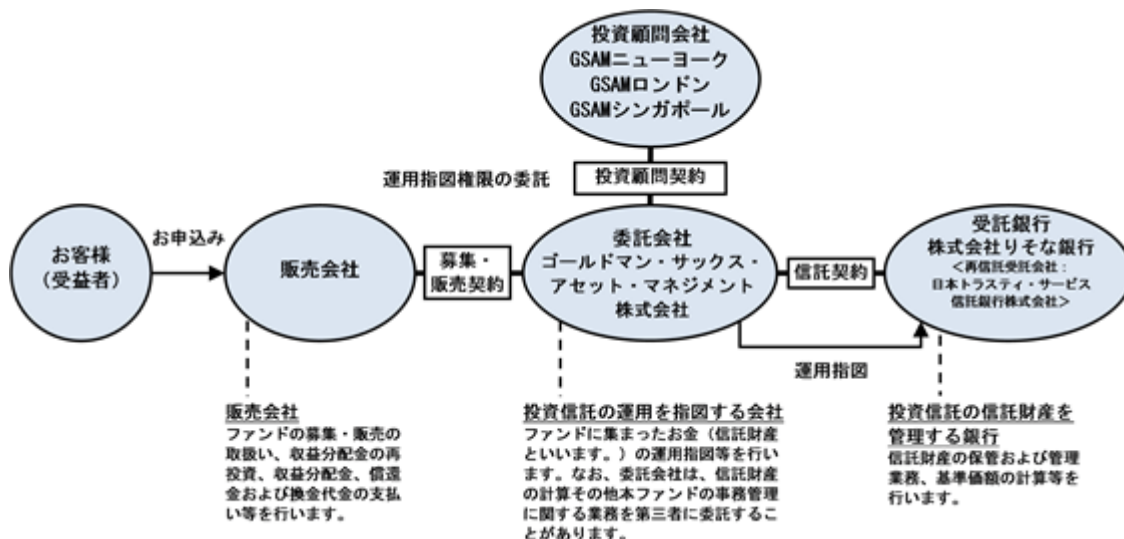 投資顧問会社
GSAMニューヨーク
GSAMロンドン
GSAMシンガポール
運用指図権限の委託
投資顧問契約
お客様
（受益者）
お申込み
販売会社
募集・
販売契約
委託会社
ゴールドマン・サックス・
アセット・マネジメント
株式会社
信託契約
受託銀行
株式会社りそな銀行
＜再信託受託会社：
日本トラスティ・サービス
信託銀行株式会社＞
運用指図
販売会社
ファンドの募集・販売の
取扱い、収益分配金の再
投資、収益分配金、償還
金および換金代金の支払
い等を行います。
投資信託の運用を指図する会社
ファンドに集まったお金（信託財産
といいます。）の運用指図等を行い
ます。なお、委託会社は、信託財産
の計算その他本ファンドの事務管理
に関する業務を第三者に委託するこ
とがあります。
投資信託の信託財産を
管理する銀行
信託財産の保管および管理
業務、基準価額の計算等を
行います。